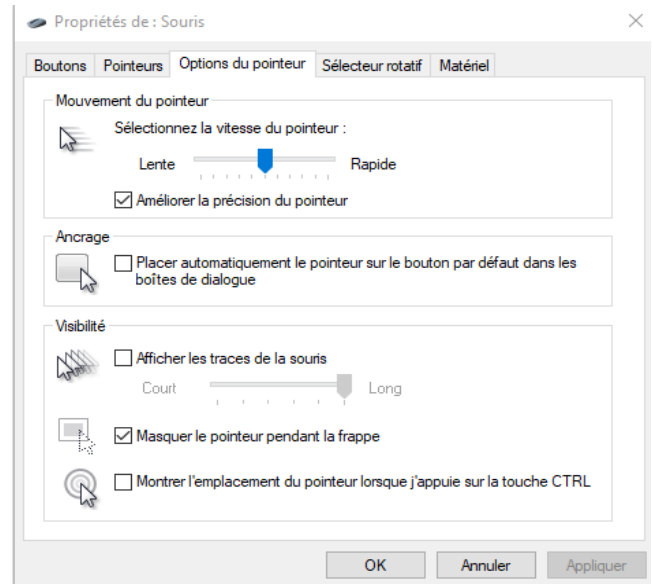 Propriétés de : Souris
Boutons Pointeurs Options du pointeur Sélecteur rotatif Matériel
Mouvement du pointeur
Sélectionnez la vitesse du pointeur :
Lente Rapide
Améliorer la précision du pointeur
Ancrage
Placer automatiquement le pointeur sur le bouton par défaut dans les
boîtes de dialogue
Visibilité
Afficher les traces de la souris
Court Long
Masquer le pointeur pendant la frappe
Montrer l'emplacement du pointeur lorsque j'appuie sur la touche CTRL
OK Annuler Appliquer